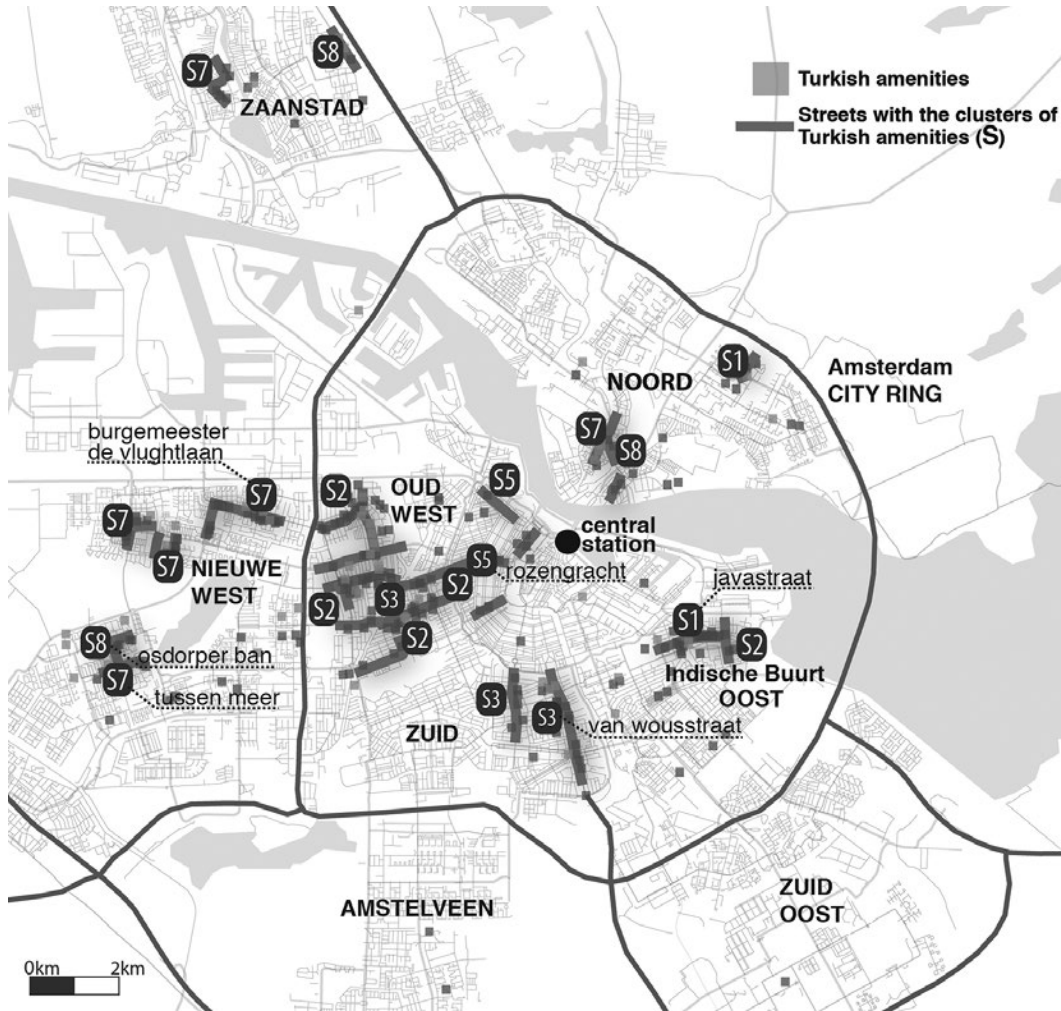 S7
S8
ZAANSTAD
Turkish amenities
Streets with the clusters of
Turkish amenities (S)
S1
NOORD
Amsterdam
CITY RING
S7
S8
burgemeester
de vlughtlaan
S7
S2
OUD
WEST
S5
S7
S7
NIEUWE
WEST
central
station
S5
rozengracht
S2
S3
S2
S2
javastraat
S1
S2
Indische Buurt
OOST
S8
osdorper ban
S7
tussen meer
ZUID
S3
S3
van wousstraat
AMSTELVEEN
ZUID
OOST
0km
2km